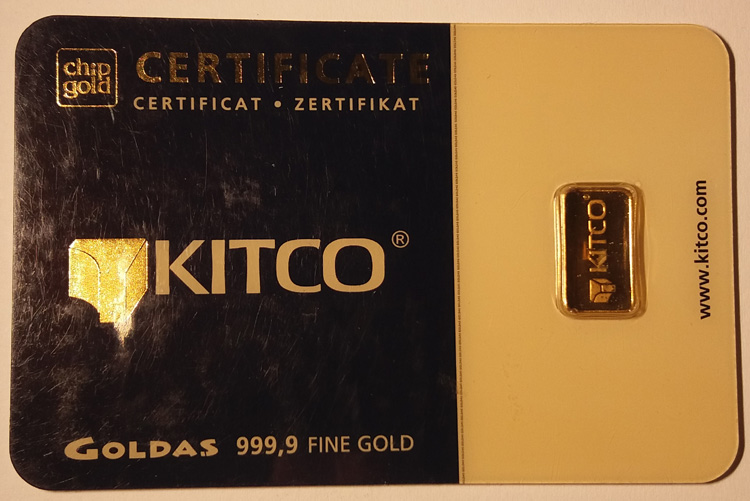 chip
gold
CERTIFICATE
CERTIFICAT • ZERTIFIKAT
KITCO®
GOLDAS 999,9 FINE GOLD
KITCO
www.kitco.com